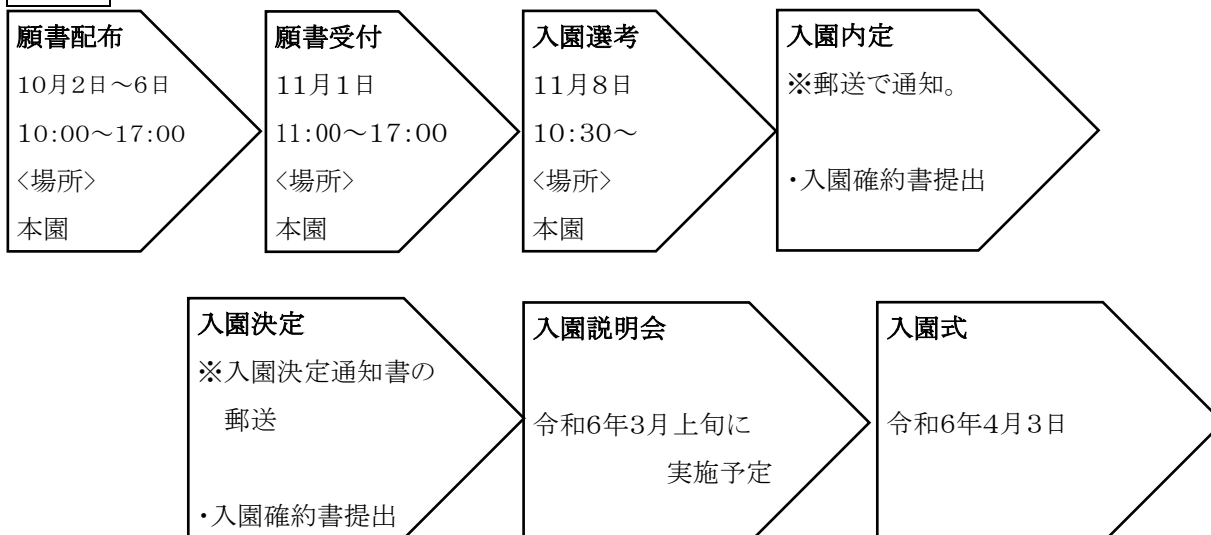 願書配布
10月2日～6日
10:00～17:00
<場所>
本園
願書受付
11月1日
11:00～17:00
<場所>
本園
入園選考
11月8日
10:30～
<場所>
本園
入園内定
※郵送で通知。
・入園確約書提出
入園決定
※入園決定通知書の
郵送
・入園確約書提出
入園説明会
令和6年3月上旬に
実施予定
入園式
令和6年4月3日